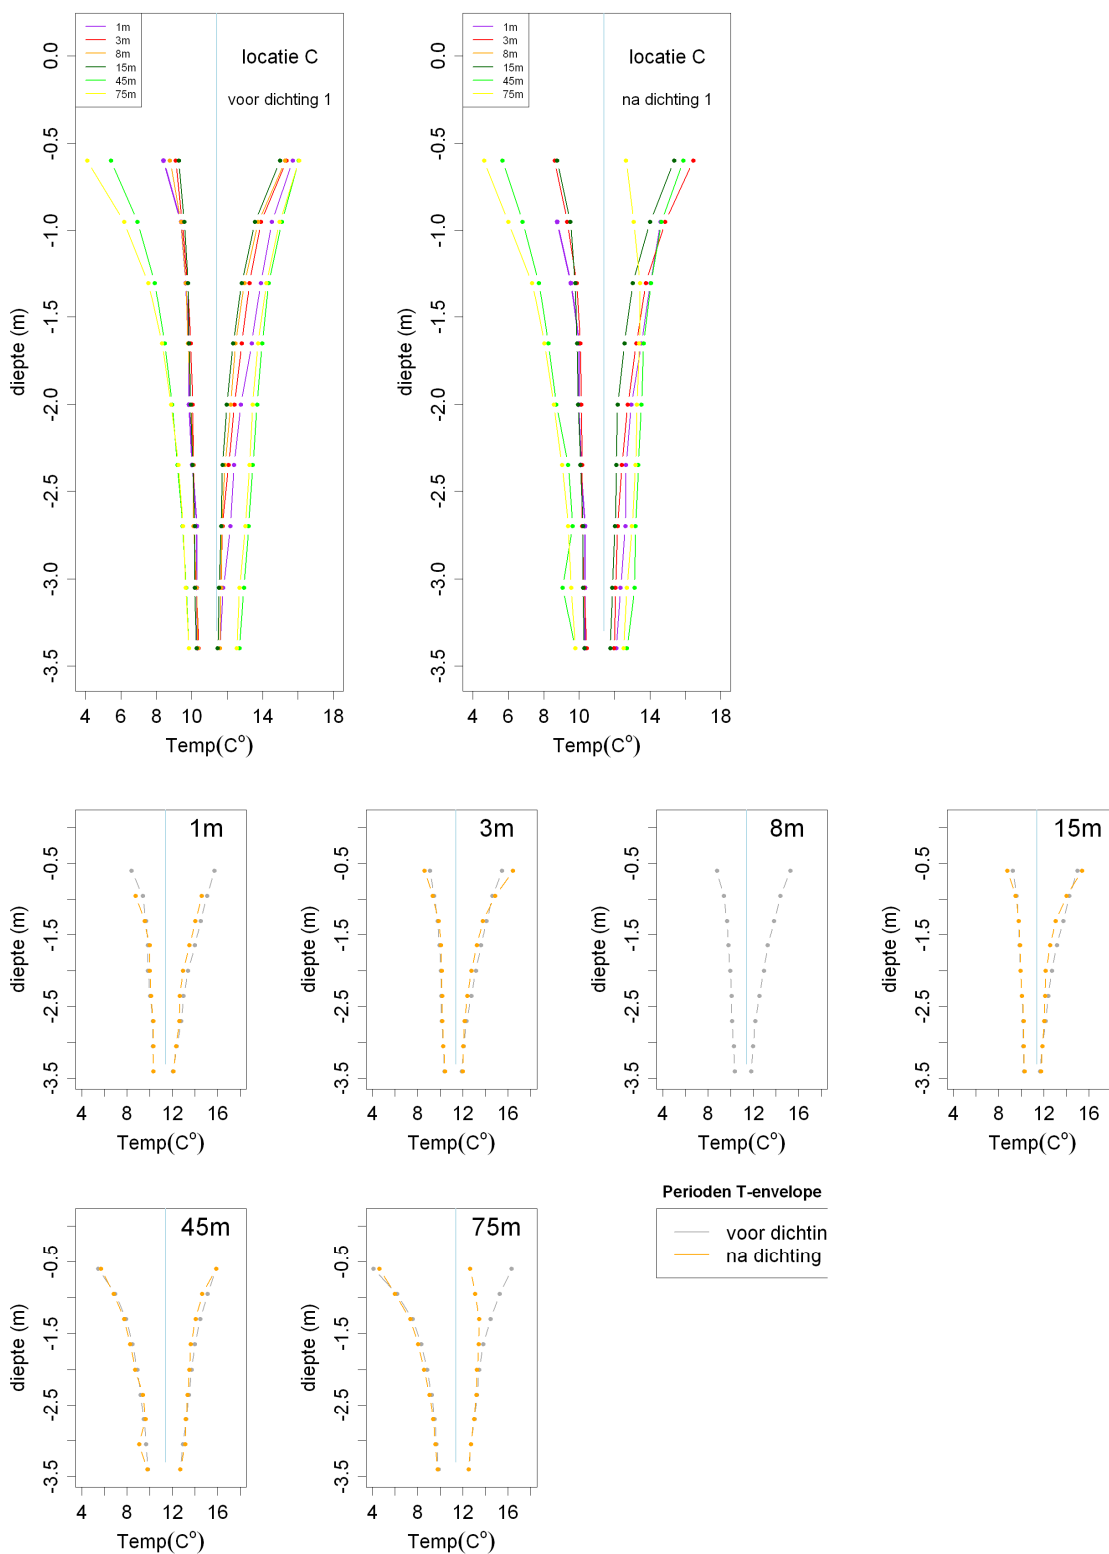 1m
3m
8m
15m
45m
75m
locatie C
voor dichting 1
0.0
-0.5
-1.0
-1.5
-2.0
-2.5
-3.0
-3.5
diepte (m)
4 6 8 10 14 18
Temp(C°)
1m
3m
8m
15m
45m
75m
locatie C
na dichting 1
0.0
-0.5
-1.0
-1.5
-2.0
-2.5
-3.0
-3.5
diepte (m)
4 6 8 10 14 18
Temp(C°)
1m
-0.5
-1.5
-2.5
-3.5
diepte (m)
4 8 12 16
Temp(C°)
3m
-0.5
-1.5
-2.5
-3.5
diepte (m)
4 8 12 16
Temp(C°)
8m
-0.5
-1.5
-2.5
-3.5
diepte (m)
4 8 12 16
Temp(C°)
15m
-0.5
-1.5
-2.5
-3.5
diepte (m)
4 8 12 16
Temp(C°)
45m
-0.5
-1.5
-2.5
-3.5
diepte (m)
4 8 12 16
Temp(C°)
75m
-0.5
-1.5
-2.5
-3.5
diepte (m)
4 8 12 16
Temp(C°)
Perioden T-envelope
voor dichtin
na dichting